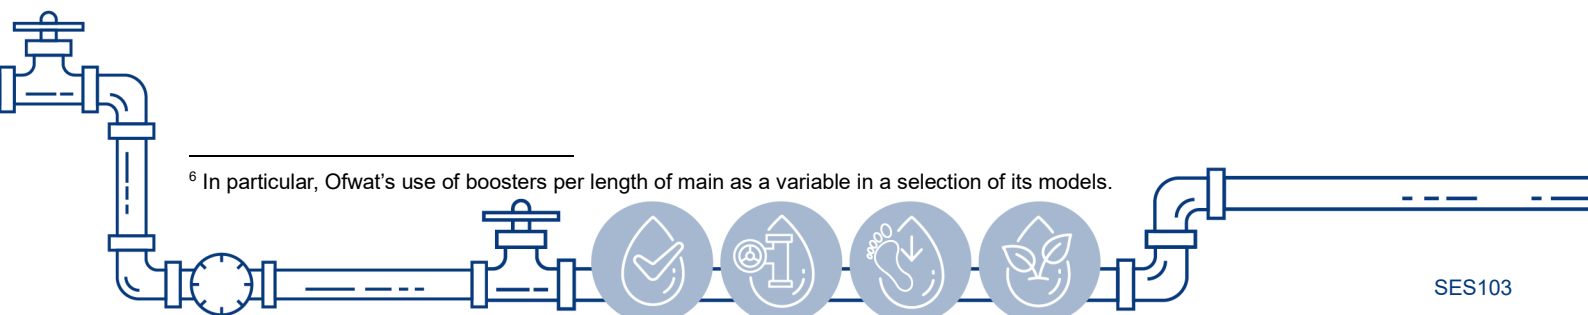 6 In particular, Ofwat’s use of boosters per length of main as a variable in a selection of its models.
SES103